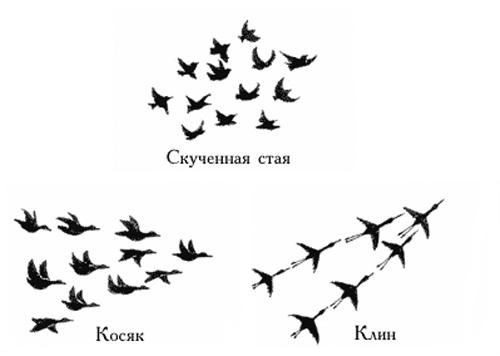 Скученная стая
Косяк
Клин